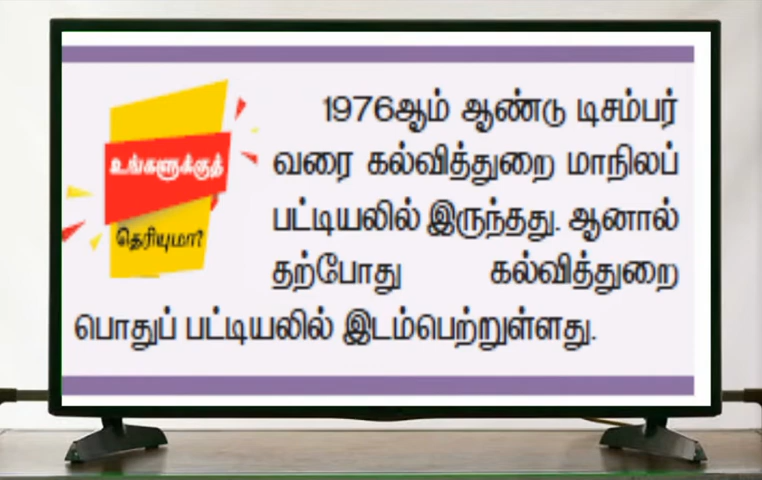 உங்களுக்குத்
தெரியுமா?
1976ஆம் ஆண்டு டிசம்பர்
வரை கல்வித்துறை மாநிலப்
பட்டியலில் இருந்தது. ஆனால்
தற்போது கல்வித்துறை
பொதுப் பட்டியலில் இடம்பெற்றுள்ளது.